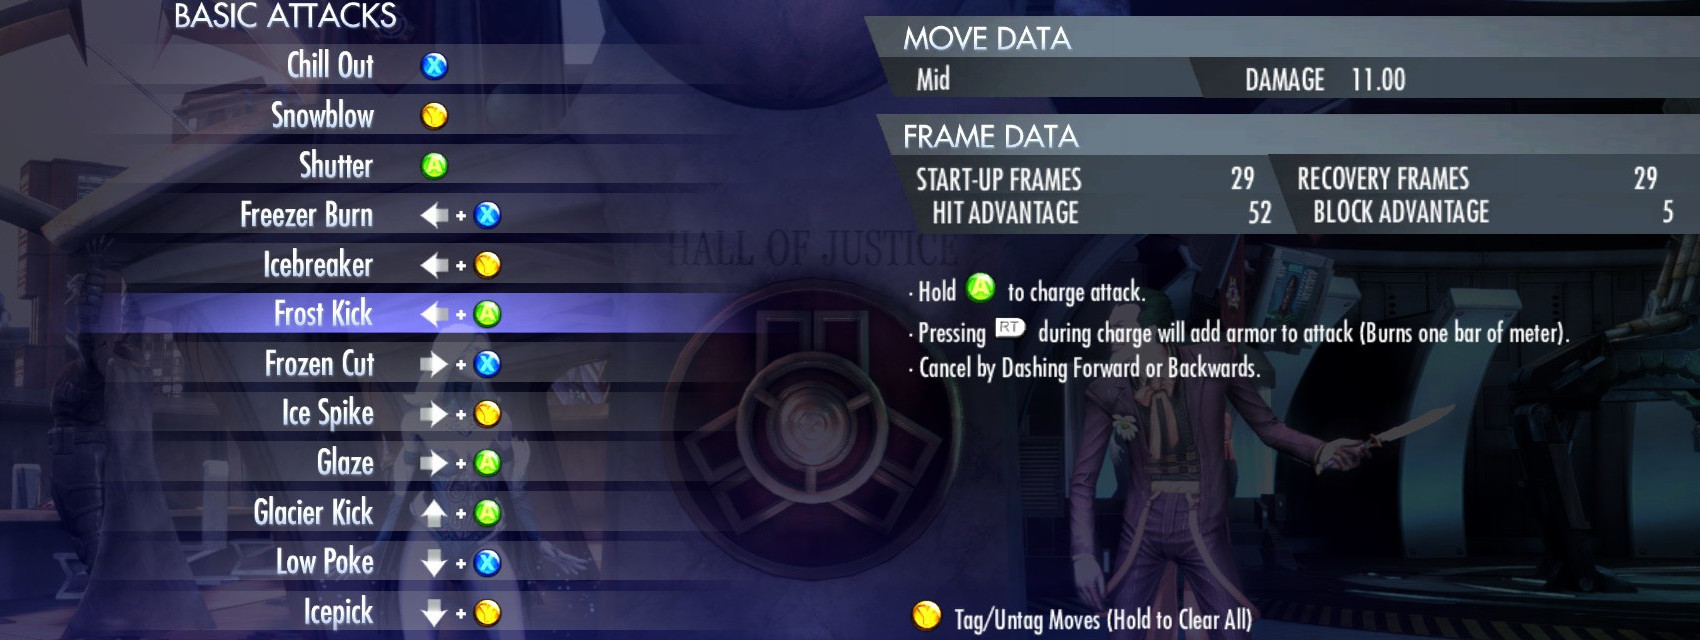 BASIC ATTACKS
Chill Out X
Snowblow Y
Shutter A
Freezer Burn + X
Icebreaker + Y
Frost Kick + A
Frozen Cut + X
Ice Spike + Y
Glaze + A
Glacier Kick + A
Low Poke + X
Icepick + Y
MOVE DATA
Mid DAMAGE 11.00
FRAME DATA
START-UP FRAMES 29 RECOVERY FRAMES 29
HIT ADVANTAGE 52 BLOCK ADVANTAGE 5
HALL OF JUSTICE
· Hold A to charge attack.
· Pressing RT during charge will add armor to attack (Burns one bar of meter).
· Cancel by Dashing Forward or Backwards.
Y Tag/Untag Moves (Hold to Clear All)